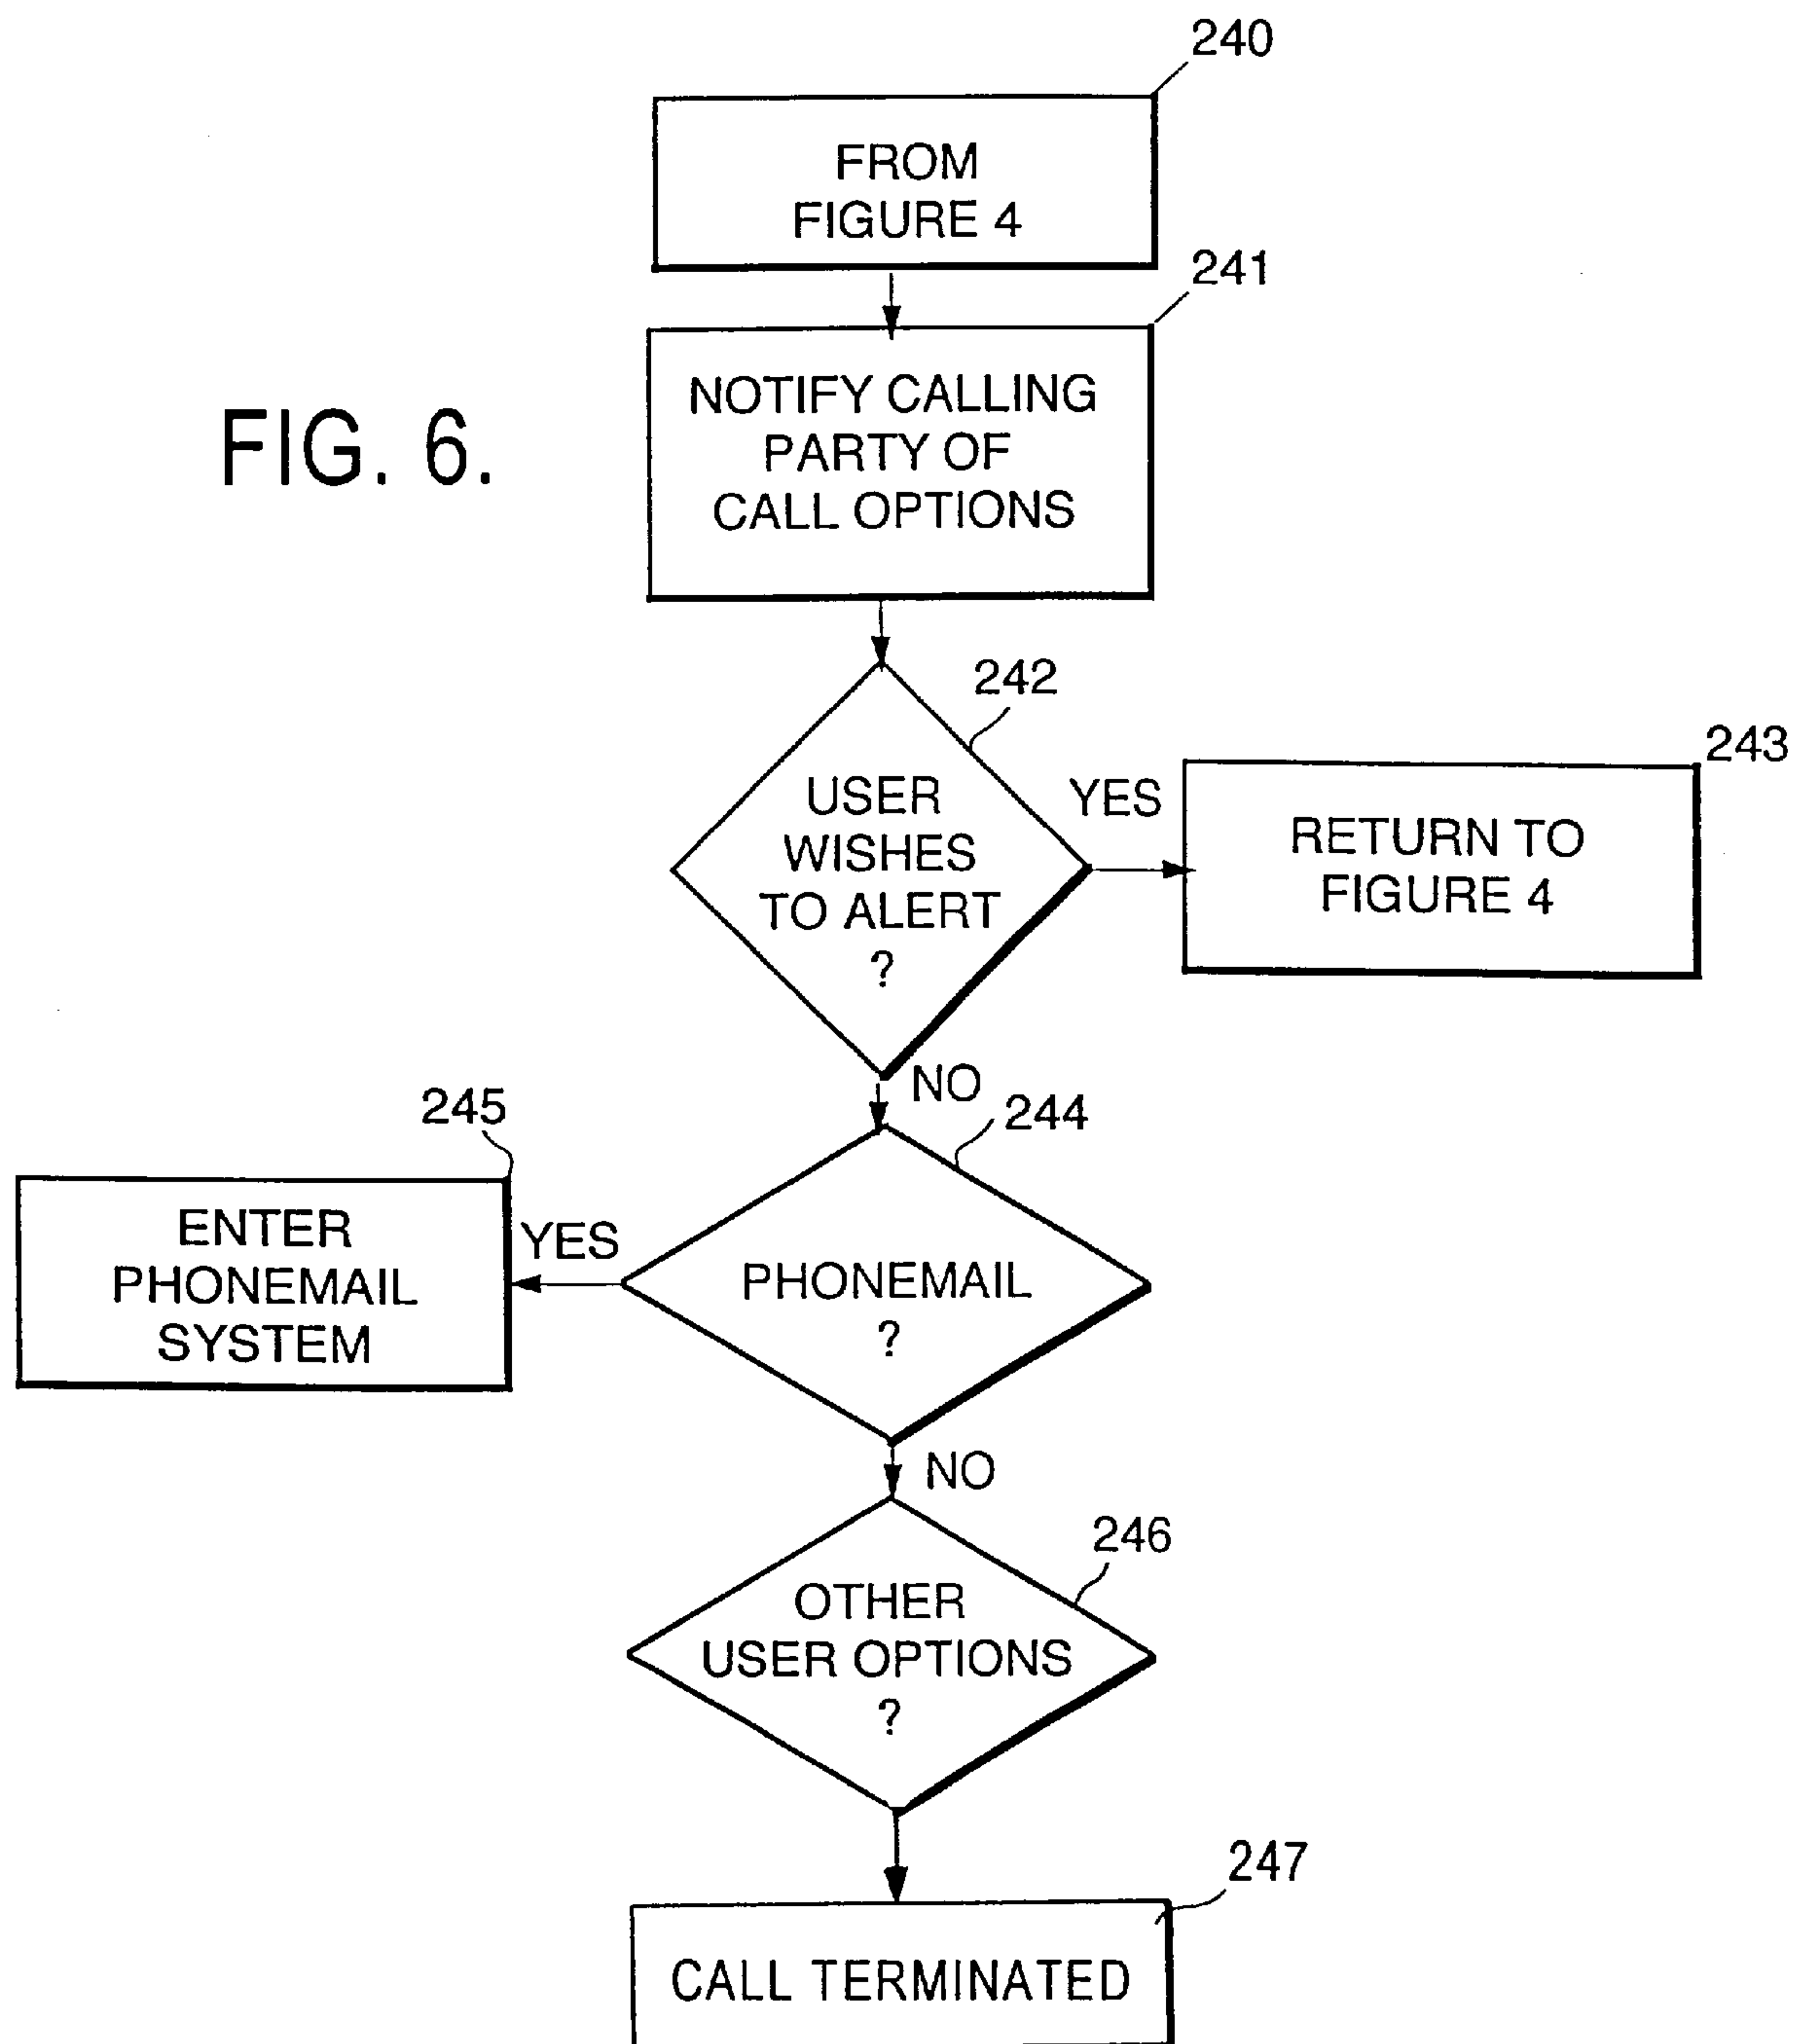 240
FROM
FIGURE 4
241
NOTIFY CALLING
PARTY OF
CALL OPTIONS
FIG. 6.
242
USER
WISHES
TO ALERT
?
YES
243
RETURN TO
FIGURE 4
NO
244
245
ENTER
PHONEMAIL
SYSTEM
YES
PHONEMAIL
?
NO
246
OTHER
USER OPTIONS
?
247
CALL TERMINATED